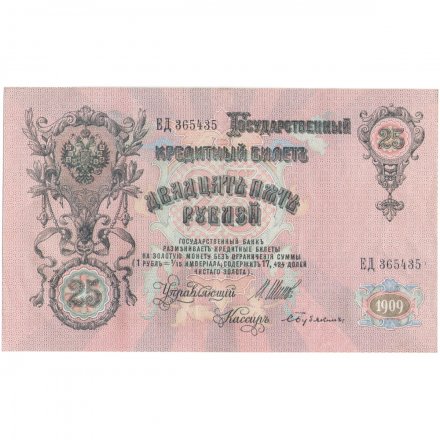 ЕД 365435
Государственный
25
Кредитный билетъ
Двадцать пять
рублей
Государственный банкъ
размѣниваетъ кредитные билеты
на золотую монету безъ ограниченія суммы
(1 рубль = 1/15 имперіала, содержитъ 17,424 долей
чистаго золота).
ЕД 365435
25
Управляющій
Кассиръ
1909